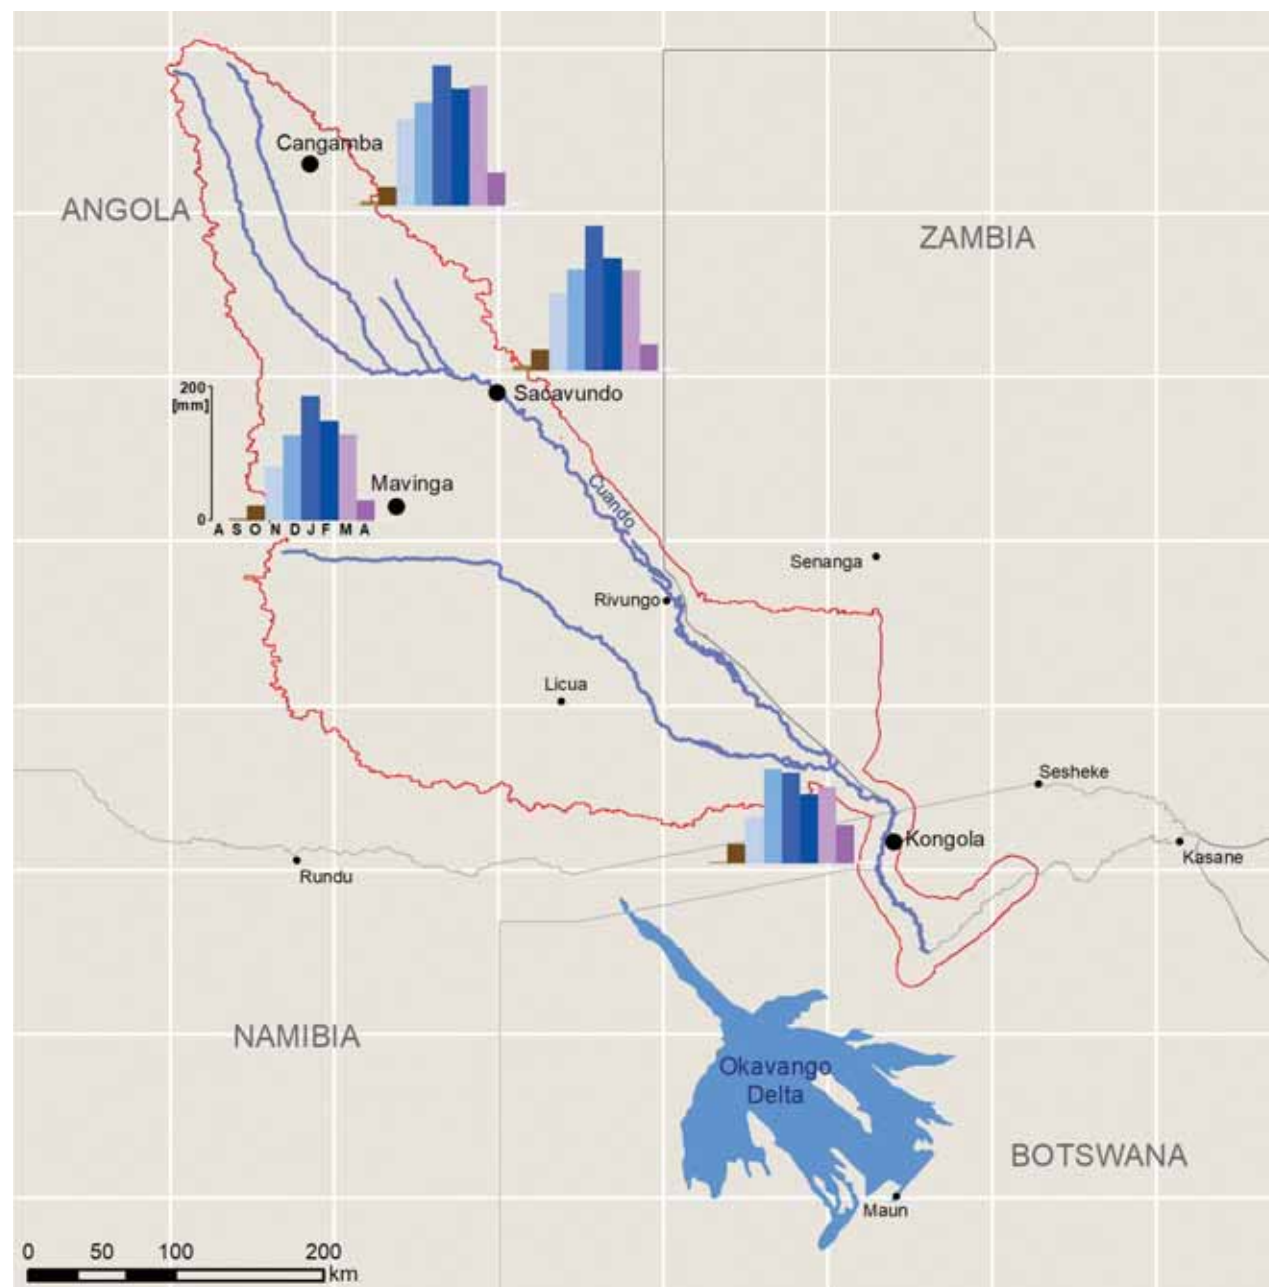 Cangamba
ANGOLA
ZAMBIA
200
[mm]
Sacavundo
Mavinga
Cuando
0
A S O N D J F M A
Senanga
Rivungo
Licua
Sesheke
Kongola
Kasane
Rundu
NAMIBIA
Okavango
Delta
BOTSWANA
Maun
0 50 100 200
km